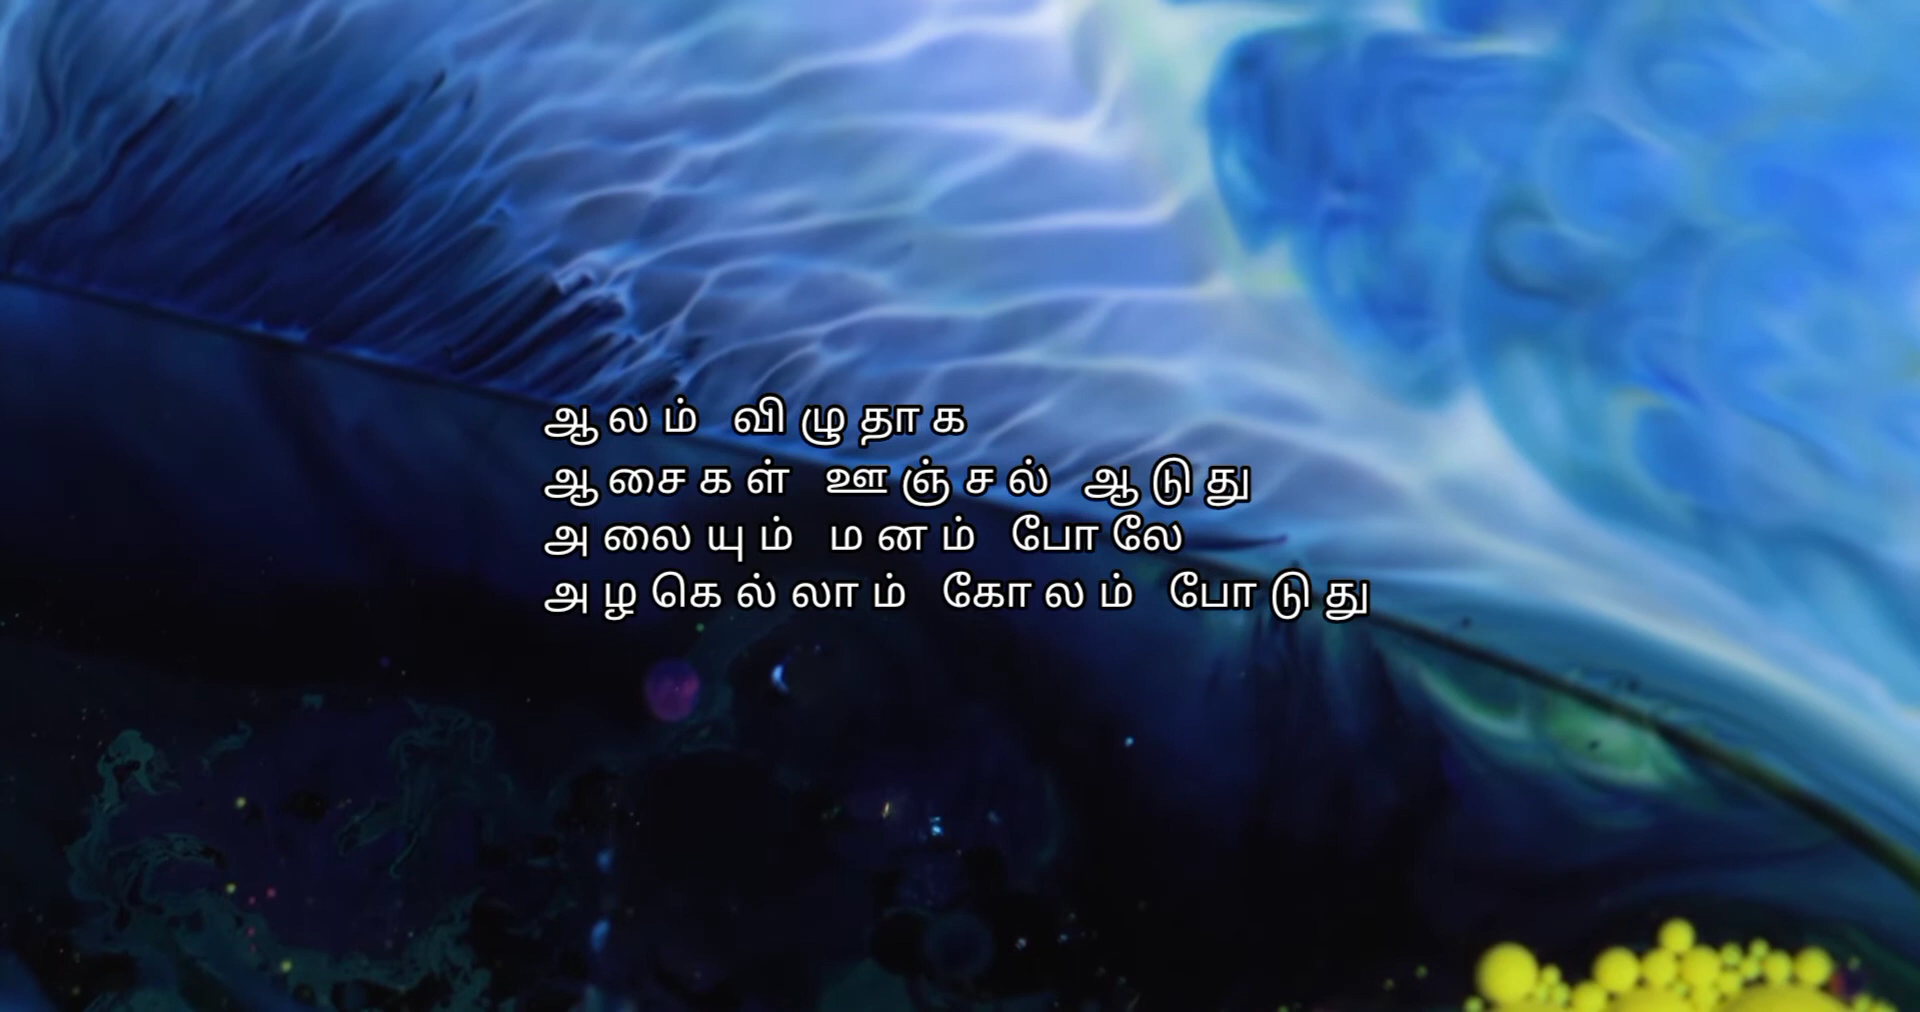 ஆலம் விழுதாக
ஆசைகள் ஊஞ்சல் ஆடுது
அலையும் மனம் போலே
அழகெல்லாம் கோலம் போடுது